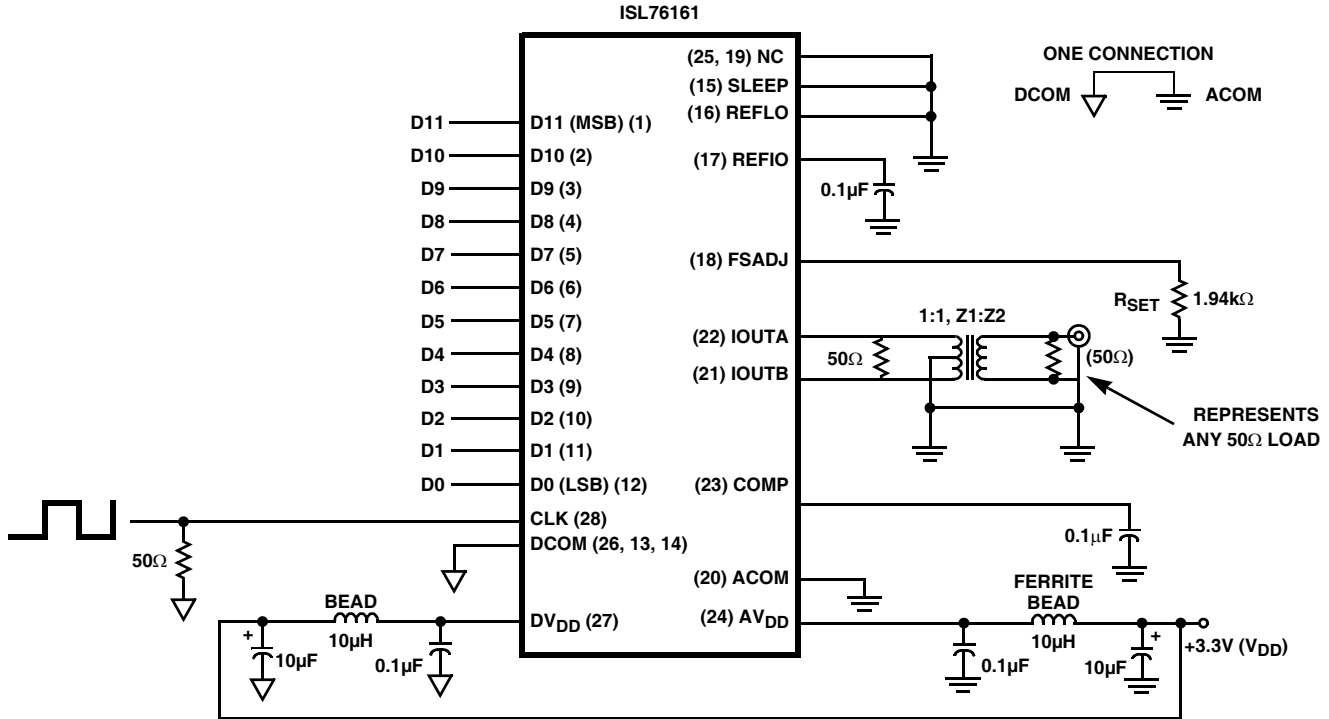 ISL76161
(25, 19) NC
(15) SLEEP
(16) REFLO
(17) REFIO
0.1µF
(18) FSADJ
RSET
1.94kΩ
1:1, Z1:Z2
(22) IOUTA
50Ω
(50Ω)
(21) IOUTB
REPRESENTS
ANY 50Ω LOAD
(23) COMP
0.1µF
(20) ACOM
FERRITE
BEAD
(24) AVDD
10µH
+3.3V (VDD)
0.1µF
10µF
+
ONE CONNECTION
DCOM
ACOM
D11
D11 (MSB) (1)
D10
D10 (2)
D9
D9 (3)
D8
D8 (4)
D7
D7 (5)
D6
D6 (6)
D5
D5 (7)
D4
D4 (8)
D3
D3 (9)
D2
D2 (10)
D1
D1 (11)
D0
D0 (LSB) (12)
CLK (28)
50Ω
DCOM (26, 13, 14)
BEAD
DVDD (27)
+
10µH
10µF
0.1µF